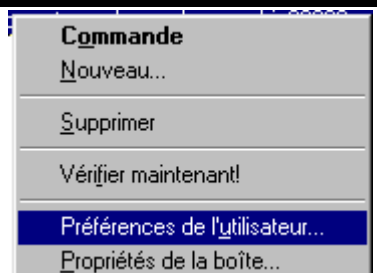 Commande
Nouveau...
Supprimer
Vérifier maintenant!
Préférences de l'utilisateur...
Propriétés de la boîte...